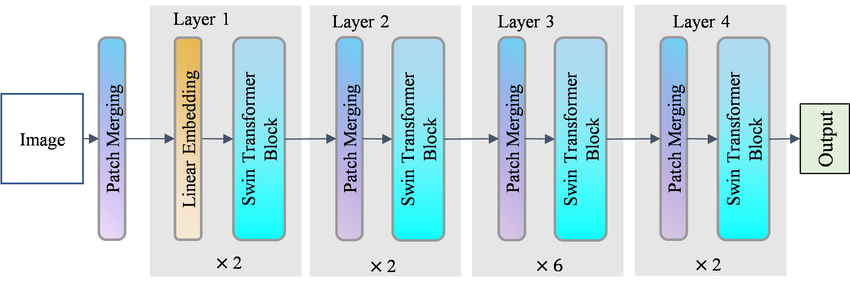 Layer 1
Layer 2
Layer 3
Layer 4
Image
Patch Merging
Linear Embedding
Swin Transformer
Block
Patch Merging
Swin Transformer
Block
Patch Merging
Swin Transformer
Block
Patch Merging
Swin Transformer
Block
Output
× 2
× 2
× 6
× 2